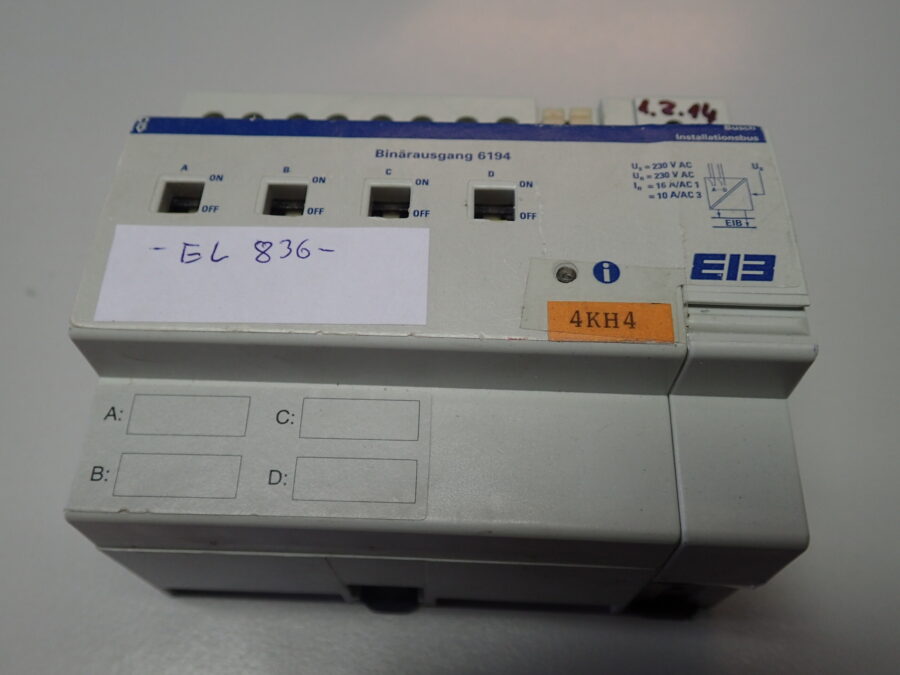 1.2.14
Busch
Installationsbus
Binärausgang 6194
A ON OFF
B ON OFF
C ON OFF
D ON OFF
Us = 230 V AC
Un = 230 V AC
In = 16 A/AC 1
= 10 A/AC 3
Us
EIB
EIB
- EL 836 -
i
4KH4
A:
C:
B:
D: